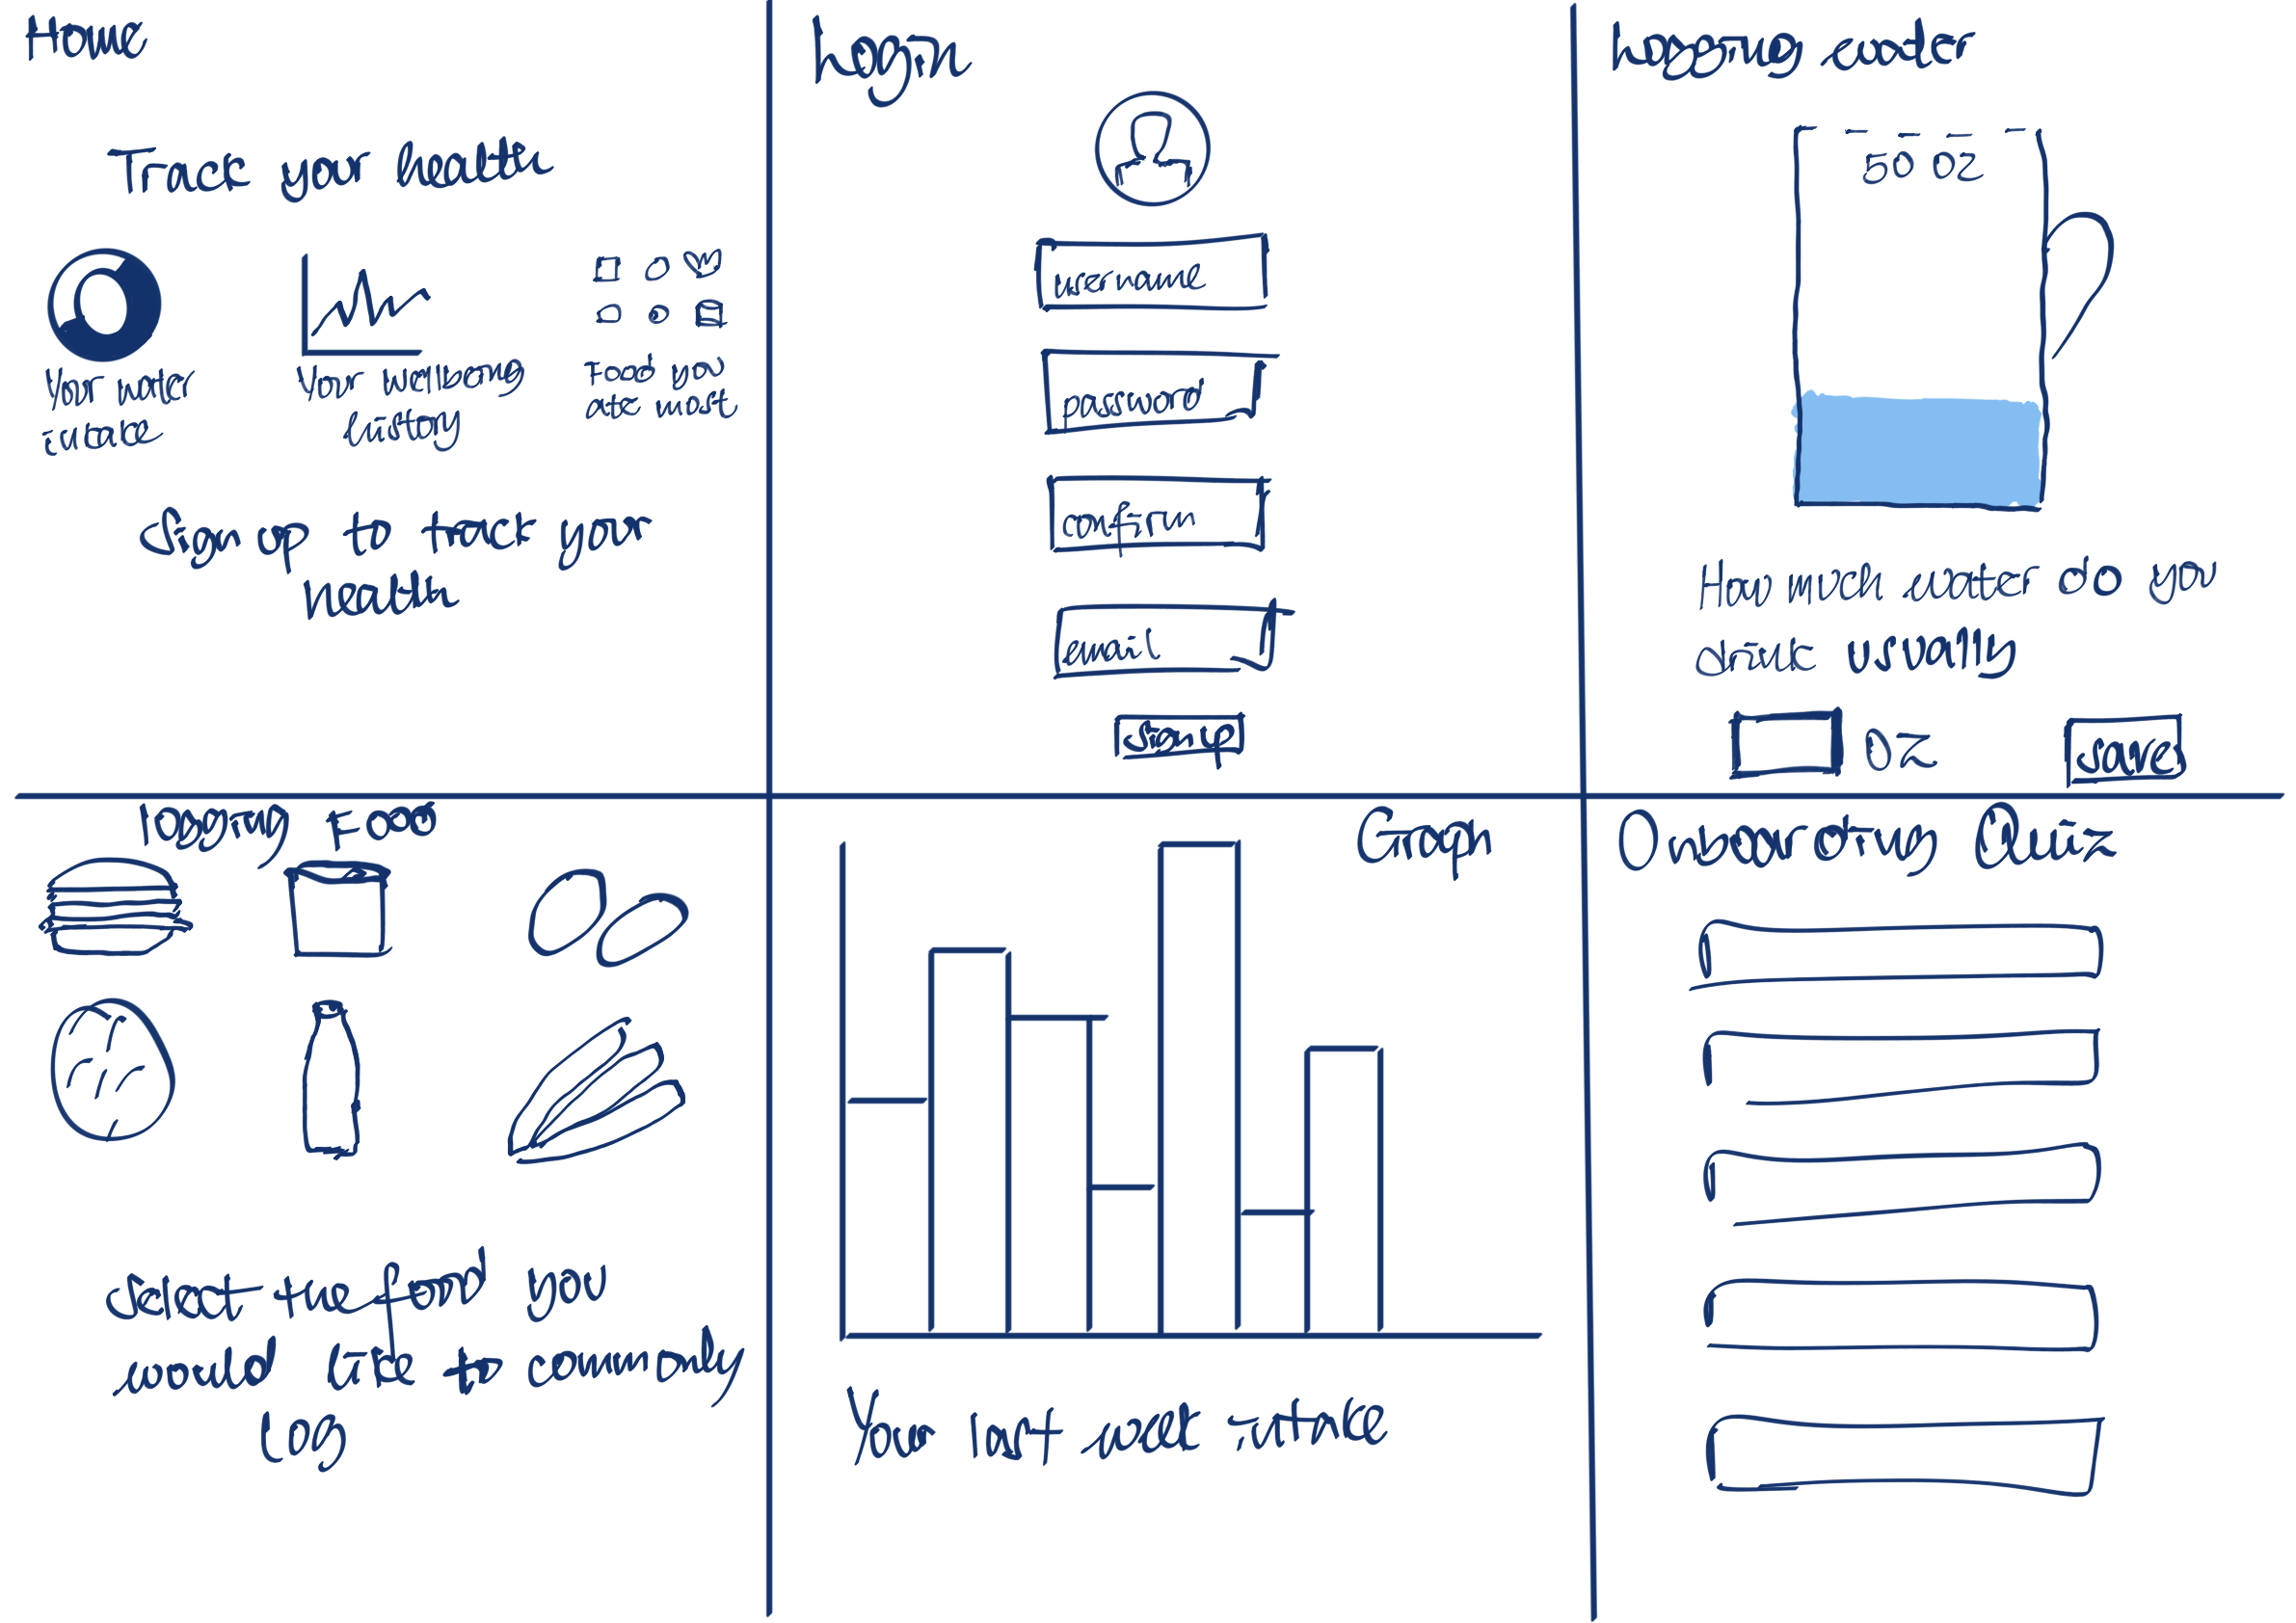 Home
Track your health
Your water
intake
Your wellbeing
history
Food you
ate most
Sign up to track your
health
Login
username
password
confirm
email
Sign up
Logging water
50 oz
How much water do you
drink usually
oz
save
logging Food
Select the food you
would like to commonly
log
Graph
Your last week intake
Onboarding Quiz